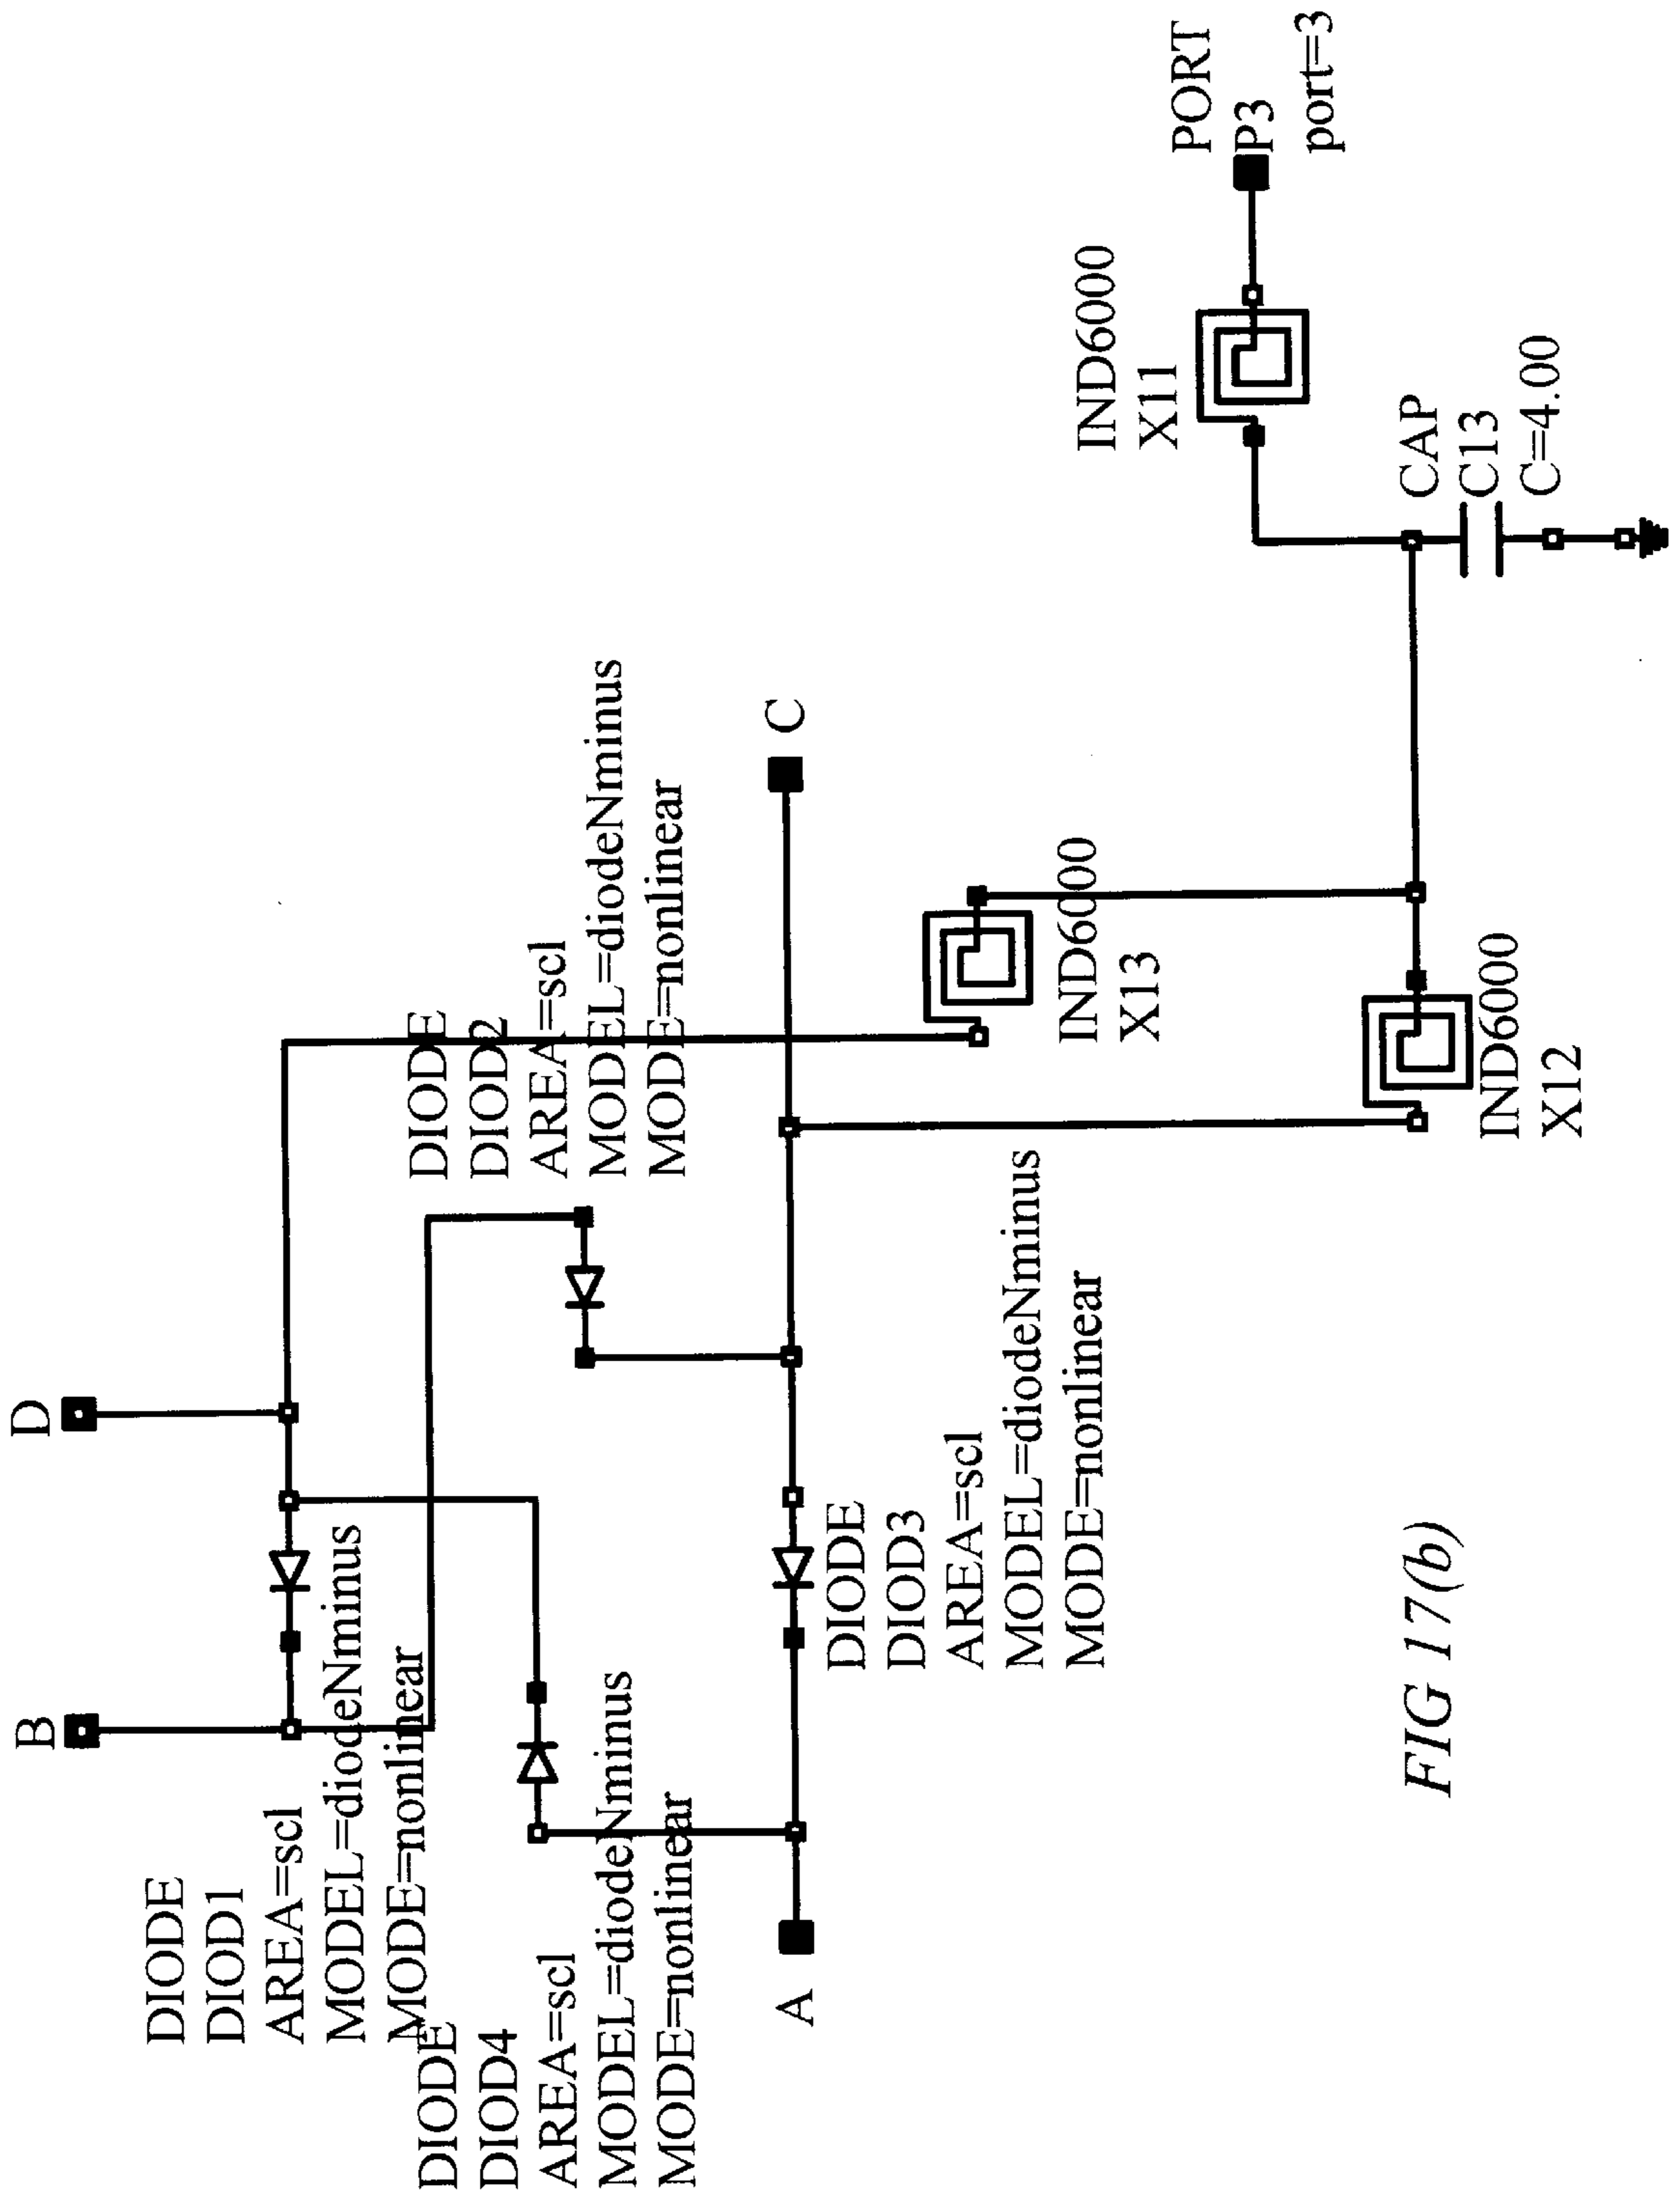 B
D
DIODE
DIOD1
AREA=scl
MODEL=diodeNminus
MODE=nonlinear
DIODE
DIOD2
AREA=scl
MODEL=diodeNminus
MODE=nonlinear
DIODE
DIOD4
AREA=scl
MODEL=diodeNminus
MODE=nonlinear
A
C
DIODE
DIOD3
AREA=scl
MODEL=diodeNminus
MODE=nonlinear
IND6000
X13
IND6000
X12
IND6000
X11
PORT
P3
port=3
CAP
C13
C=4.00
FIG 17(b)